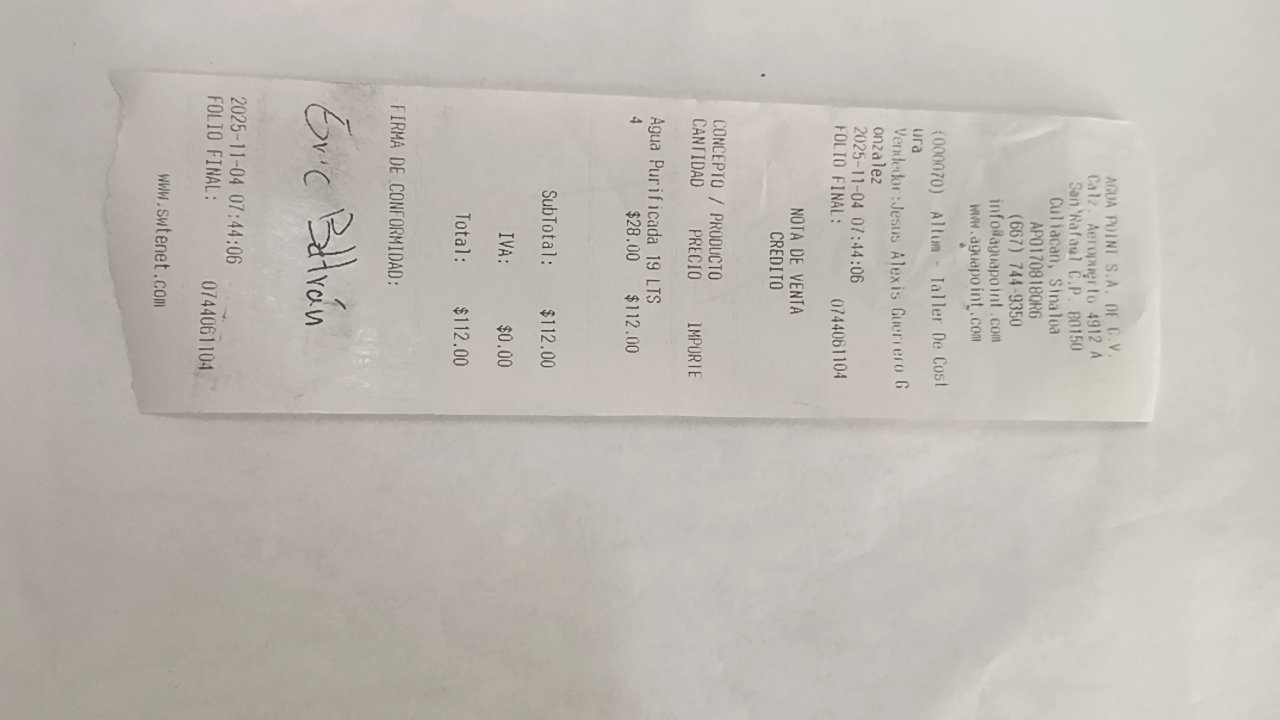 AGUA POINT S.A. DE C.V.
Calz. Aeropuerto 4912 A
San Rafael C.P. 80150
Culiacan, Sinaloa
APO170818QK6
(667) 744-9350
info@aguapoint.com
www.aguapoint.com
(000070) Altum - Taller De Cost
ura
Vendedor:Jesus Alexis Guerrero G
onzalez
2025-11-04 07:44:06
FOLIO FINAL: 0744061104
NOTA DE VENTA
CREDITO
CONCEPTO / PRODUCTO
CANTIDAD PRECIO IMPORTE
Agua Purificada 19 LTS
4 $28.00 $112.00
SubTotal: $112.00
IVA: $0.00
Total: $112.00
FIRMA DE CONFORMIDAD:
Eric Beltrán
2025-11-04 07:44:06
FOLIO FINAL: 0744061104
www.swtenet.com